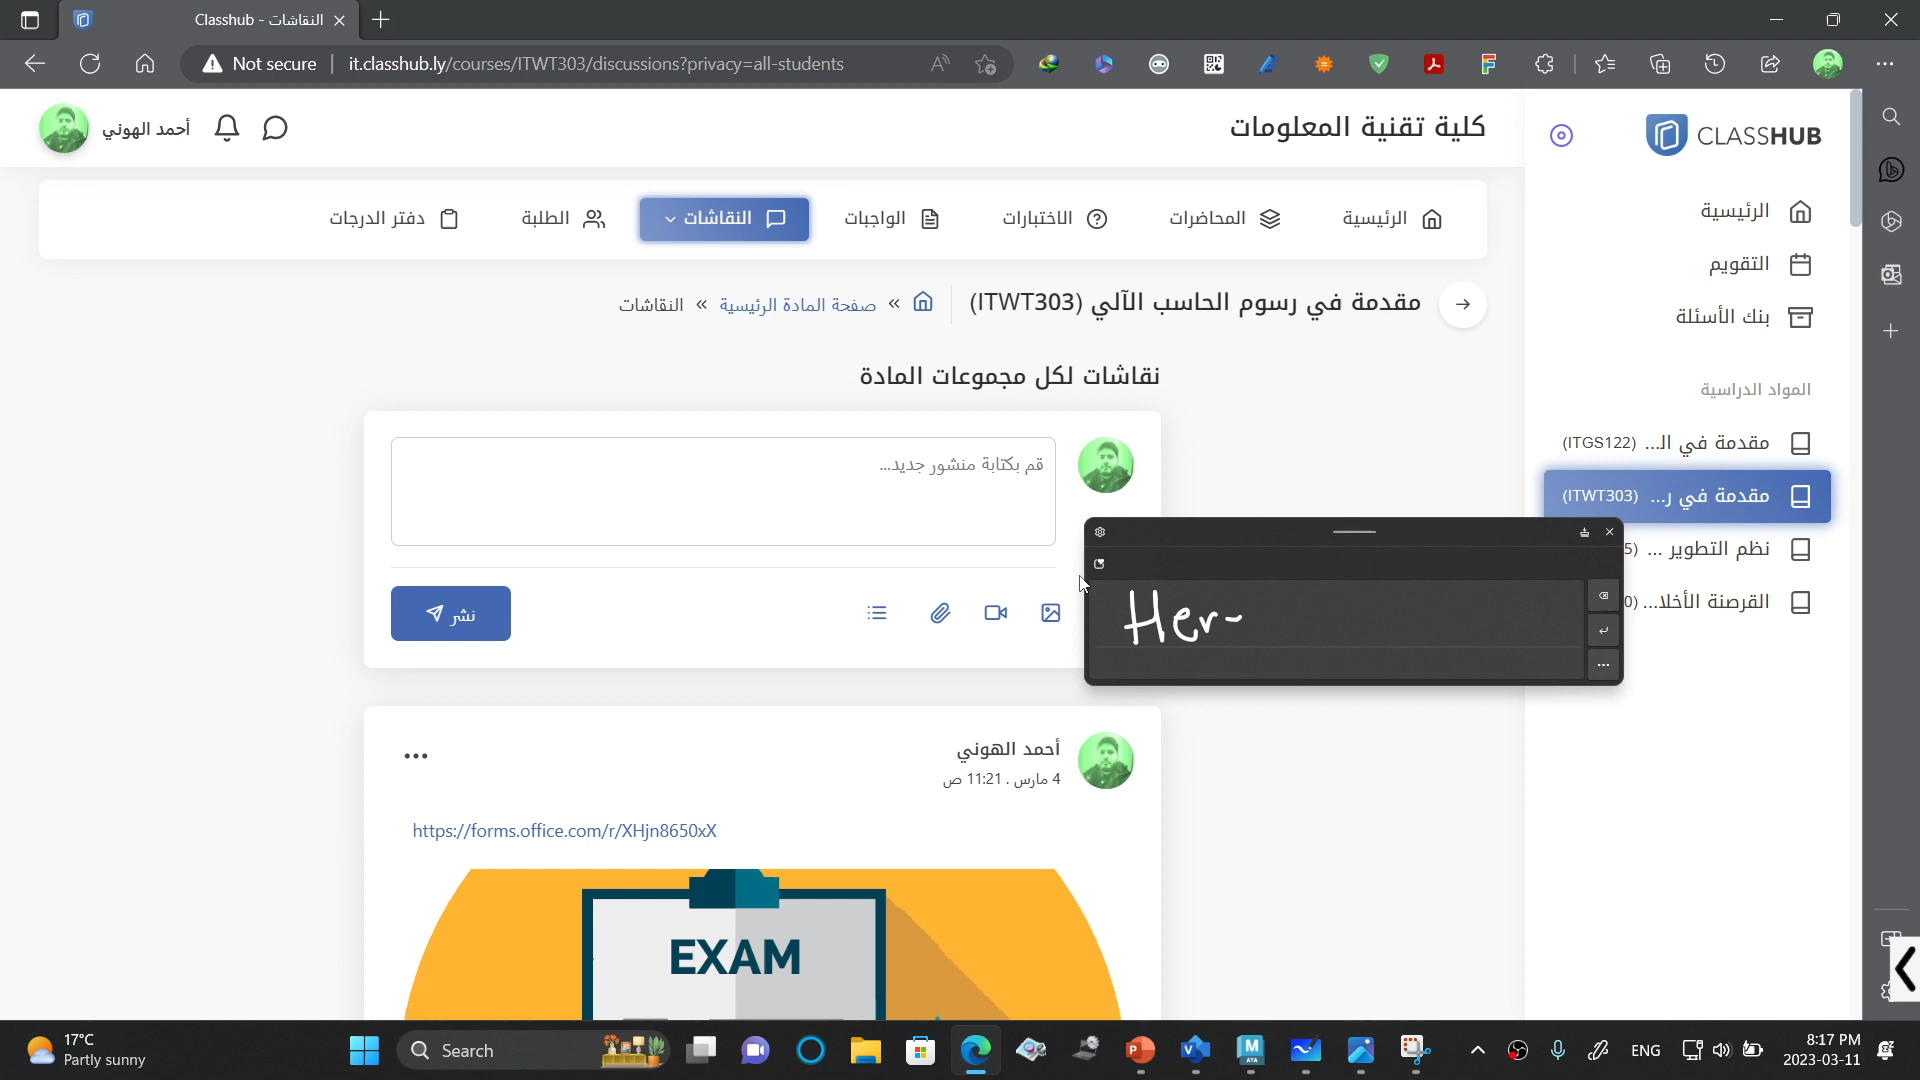 النقاشات - Classhub
Not secure
it.classhub.ly/courses/ITWT303/discussions?privacy=all-students
CLASSHUB
كلية تقنية المعلومات
أحمد الهوني
الرئيسية
المحاضرات
الاختبارات
الواجبات
النقاشات
الطلبة
دفتر الدرجات
مقدمة في رسوم الحاسب الآلي (ITWT303)
» صفحة المادة الرئيسية » النقاشات
نقاشات لكل مجموعات المادة
قم بكتابة منشور جديد...
نشر
الرئيسية
التقويم
بنك الأسئلة
المواد الدراسية
مقدمة في ال... (ITGS122)
مقدمة في ر... (ITWT303)
نظم التطوير ... (5
القرصنة الأخلا... (0
Her-
أحمد الهوني
4 مارس . 11:21 ص
https://forms.office.com/r/XHjn8650xX
EXAM
17°C
Partly sunny
Search
M
AYA
ENG
8:17 PM
2023-03-11